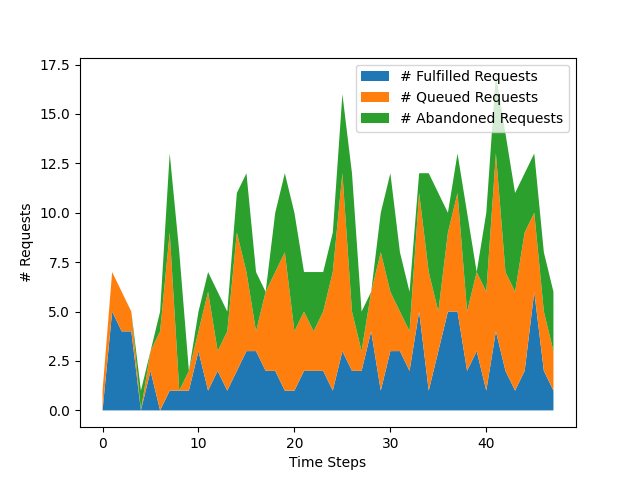 17.5
15.0
12.5
10.0
7.5
5.0
2.5
0.0
# Requests
# Fulfilled Requests
# Queued Requests
# Abandoned Requests
0 10 20 30 40
Time Steps